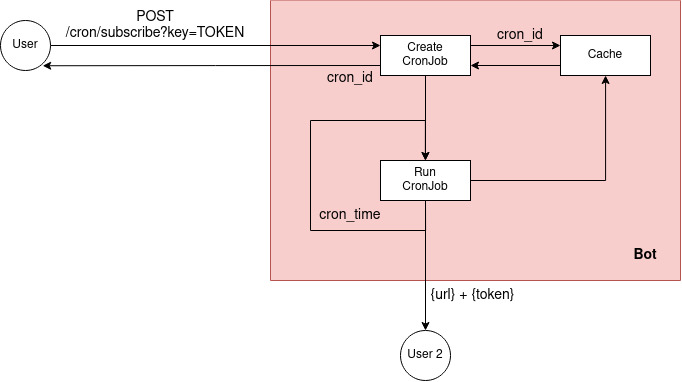 POST
/cron/subscribe?key=TOKEN
User
Create
CronJob
cron_id
Cache
cron_id
Run
CronJob
cron_time
Bot
{url} + {token}
User 2